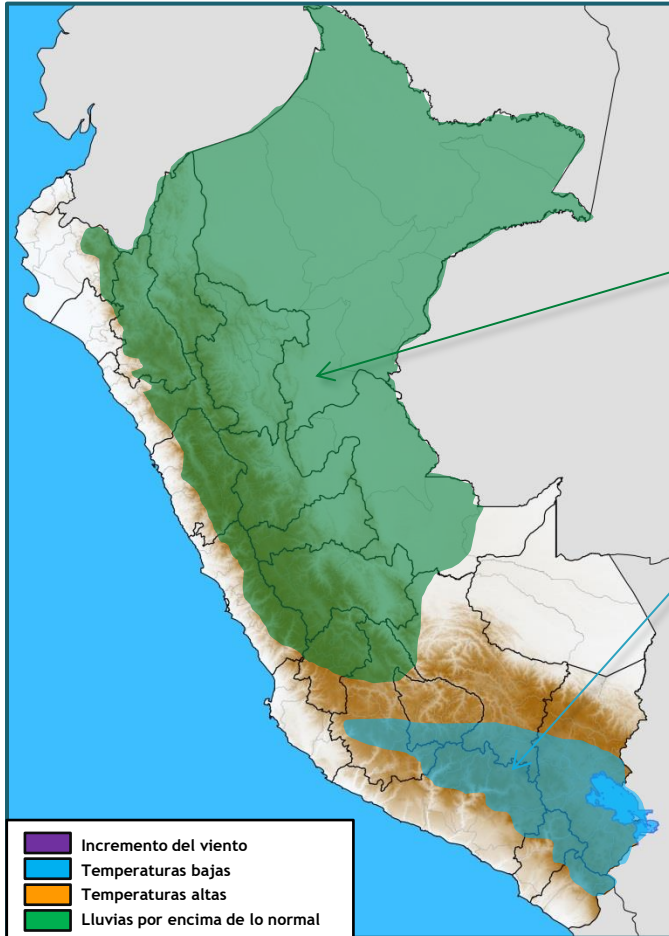 Incremento del viento
Temperaturas bajas
Temperaturas altas
Lluvias por encima de lo normal